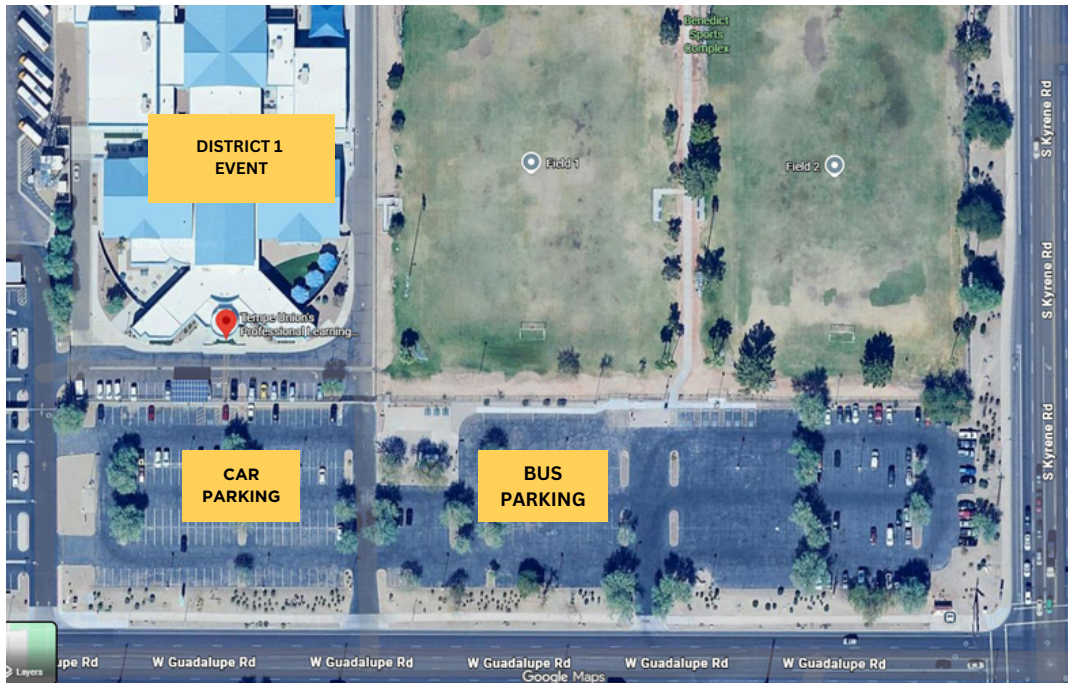 Benedict
Sports
Complex
S Kyrene Rd
DISTRICT 1
EVENT
Field 1
Field 2
S Kyrene Rd
Tempe Union's
Professional Learning...
S Kyrene Rd
CAR
PARKING
BUS
PARKING
Layers
upe Rd
W Guadalupe Rd
W Guadalupe Rd
W Guadalupe Rd
W Guadalupe Rd
W Guadalupe Rd
Google Maps